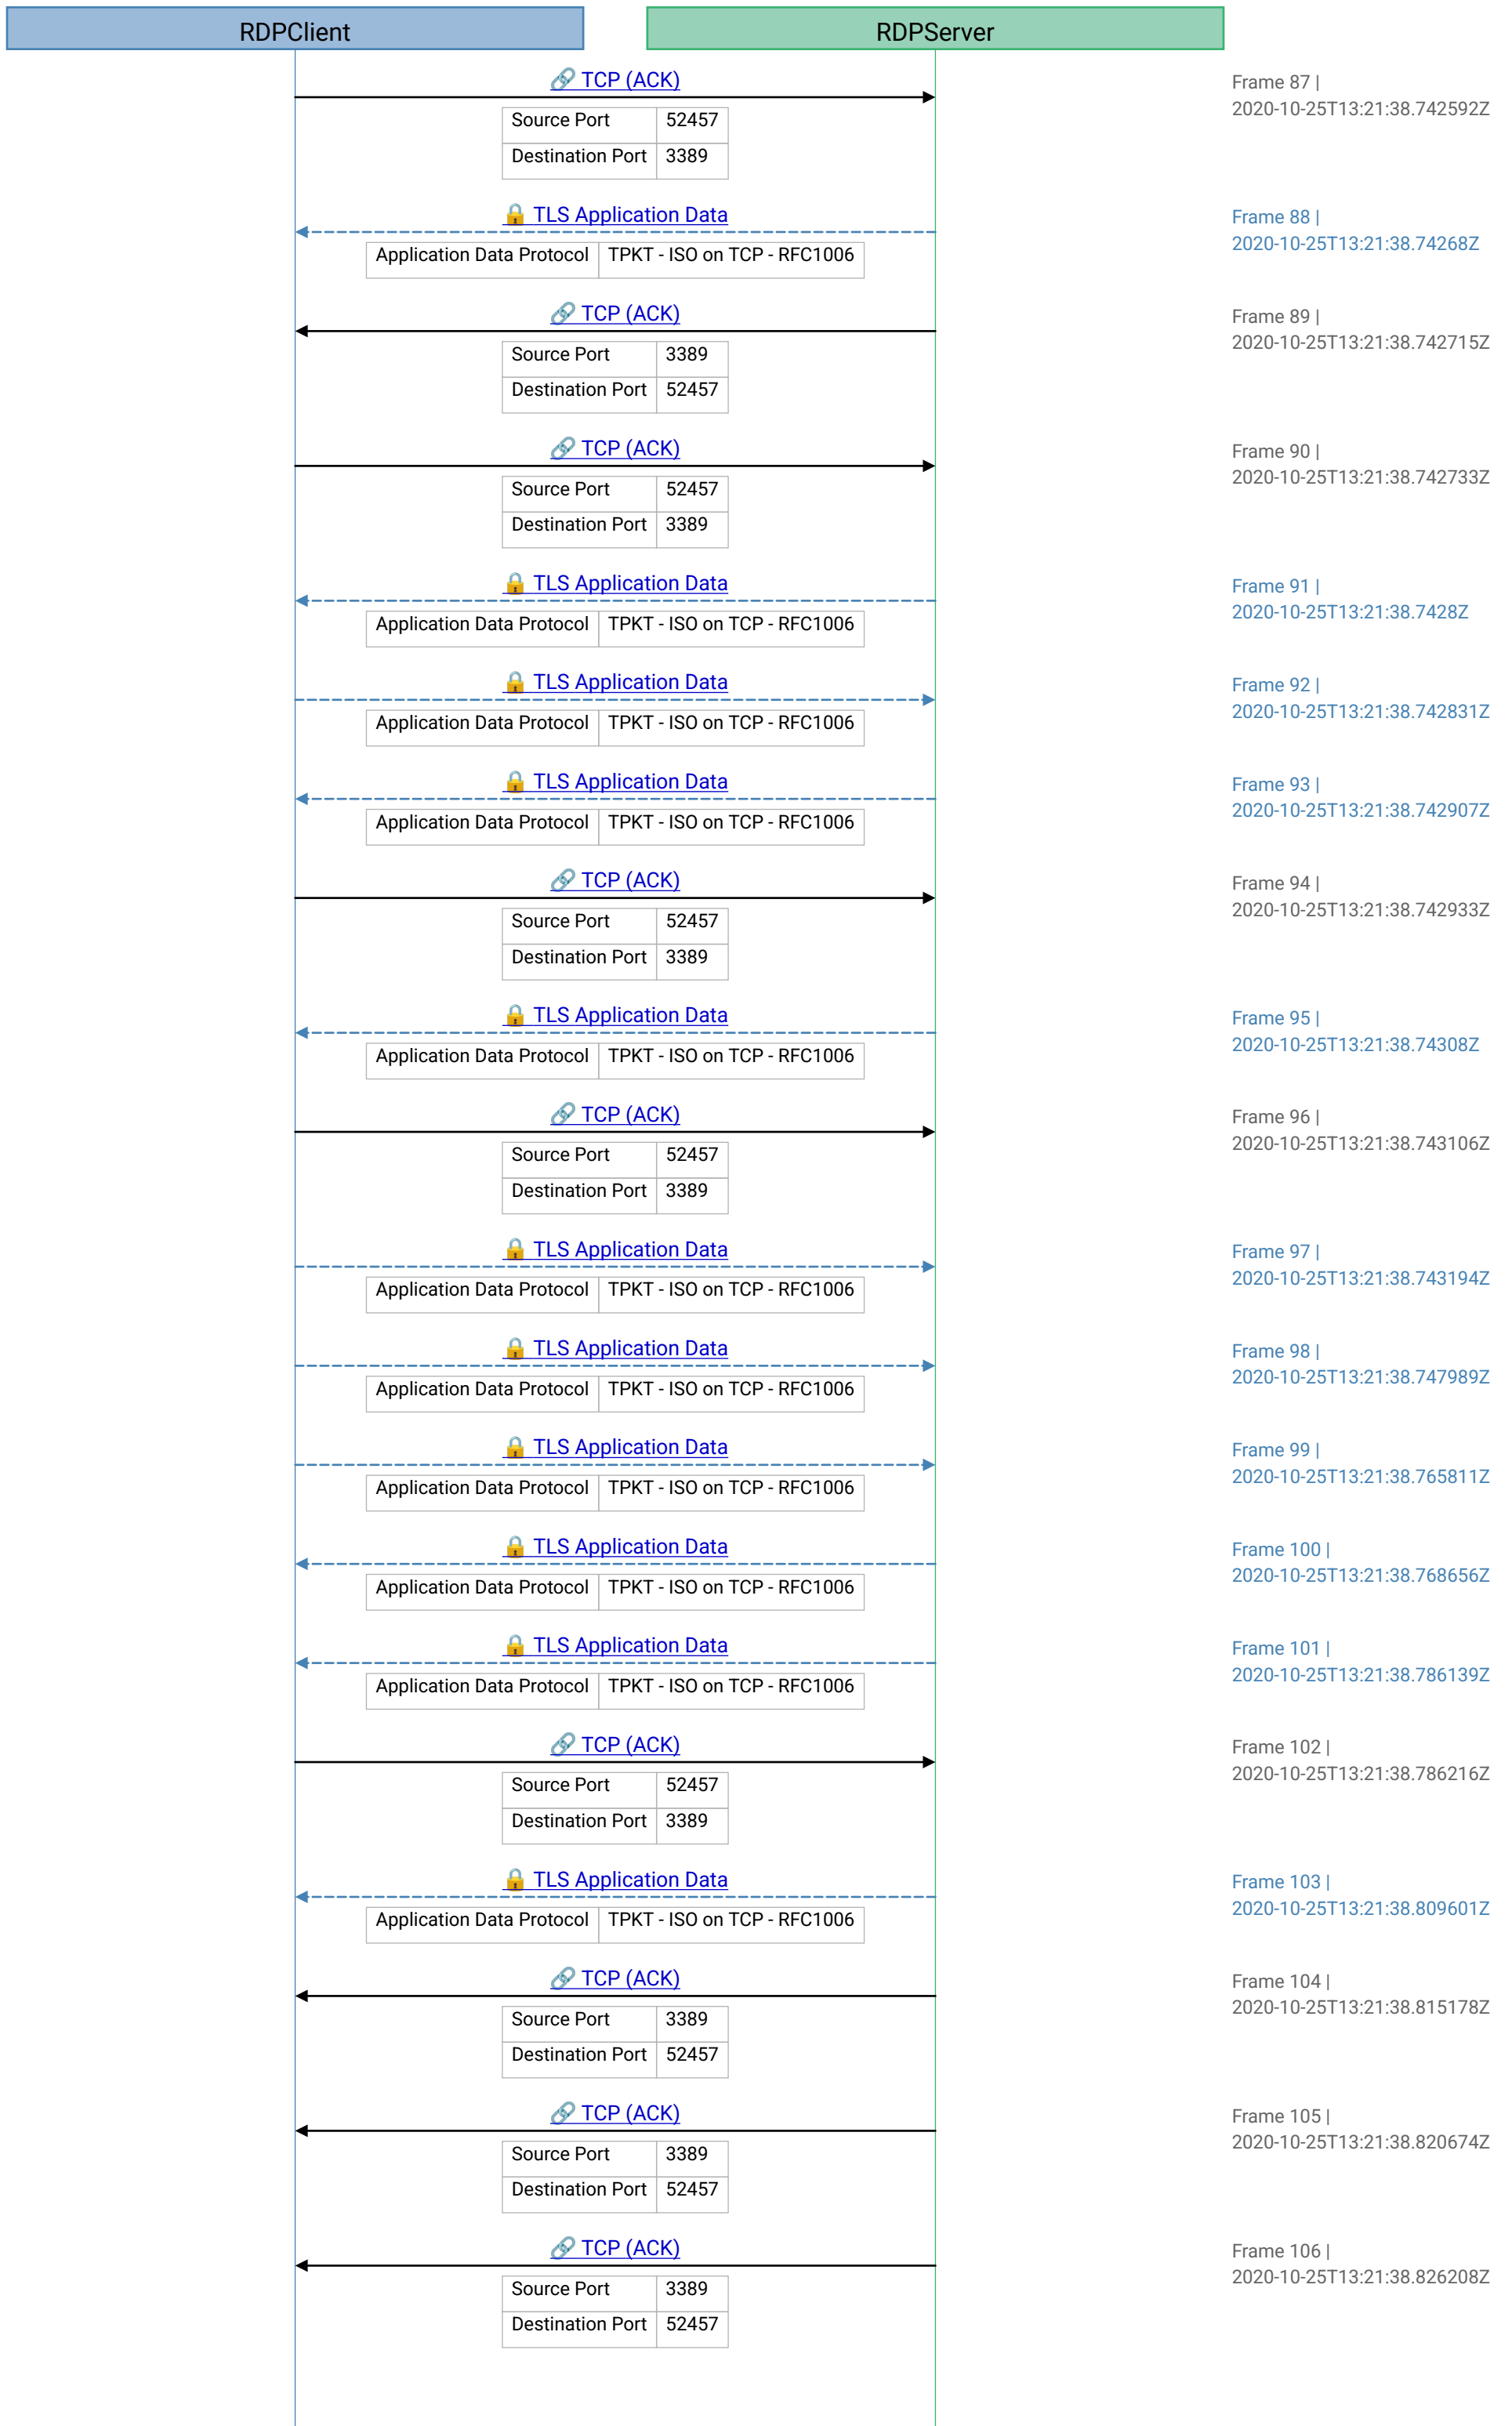 RDPClient
RDPServer
🔗 TCP (ACK)
Frame 87 |
2020-10-25T13:21:38.742592Z
Source Port 52457
Destination Port 3389
🔒 TLS Application Data
Frame 88 |
2020-10-25T13:21:38.74268Z
Application Data Protocol TPKT - ISO on TCP - RFC1006
🔗 TCP (ACK)
Frame 89 |
2020-10-25T13:21:38.742715Z
Source Port 3389
Destination Port 52457
🔗 TCP (ACK)
Frame 90 |
2020-10-25T13:21:38.742733Z
Source Port 52457
Destination Port 3389
🔒 TLS Application Data
Frame 91 |
2020-10-25T13:21:38.7428Z
Application Data Protocol TPKT - ISO on TCP - RFC1006
🔒 TLS Application Data
Frame 92 |
2020-10-25T13:21:38.742831Z
Application Data Protocol TPKT - ISO on TCP - RFC1006
🔒 TLS Application Data
Frame 93 |
2020-10-25T13:21:38.742907Z
Application Data Protocol TPKT - ISO on TCP - RFC1006
🔗 TCP (ACK)
Frame 94 |
2020-10-25T13:21:38.742933Z
Source Port 52457
Destination Port 3389
🔒 TLS Application Data
Frame 95 |
2020-10-25T13:21:38.74308Z
Application Data Protocol TPKT - ISO on TCP - RFC1006
🔗 TCP (ACK)
Frame 96 |
2020-10-25T13:21:38.743106Z
Source Port 52457
Destination Port 3389
🔒 TLS Application Data
Frame 97 |
2020-10-25T13:21:38.743194Z
Application Data Protocol TPKT - ISO on TCP - RFC1006
🔒 TLS Application Data
Frame 98 |
2020-10-25T13:21:38.747989Z
Application Data Protocol TPKT - ISO on TCP - RFC1006
🔒 TLS Application Data
Frame 99 |
2020-10-25T13:21:38.765811Z
Application Data Protocol TPKT - ISO on TCP - RFC1006
🔒 TLS Application Data
Frame 100 |
2020-10-25T13:21:38.768656Z
Application Data Protocol TPKT - ISO on TCP - RFC1006
🔒 TLS Application Data
Frame 101 |
2020-10-25T13:21:38.786139Z
Application Data Protocol TPKT - ISO on TCP - RFC1006
🔗 TCP (ACK)
Frame 102 |
2020-10-25T13:21:38.786216Z
Source Port 52457
Destination Port 3389
🔒 TLS Application Data
Frame 103 |
2020-10-25T13:21:38.809601Z
Application Data Protocol TPKT - ISO on TCP - RFC1006
🔗 TCP (ACK)
Frame 104 |
2020-10-25T13:21:38.815178Z
Source Port 3389
Destination Port 52457
🔗 TCP (ACK)
Frame 105 |
2020-10-25T13:21:38.820674Z
Source Port 3389
Destination Port 52457
🔗 TCP (ACK)
Frame 106 |
2020-10-25T13:21:38.826208Z
Source Port 3389
Destination Port 52457